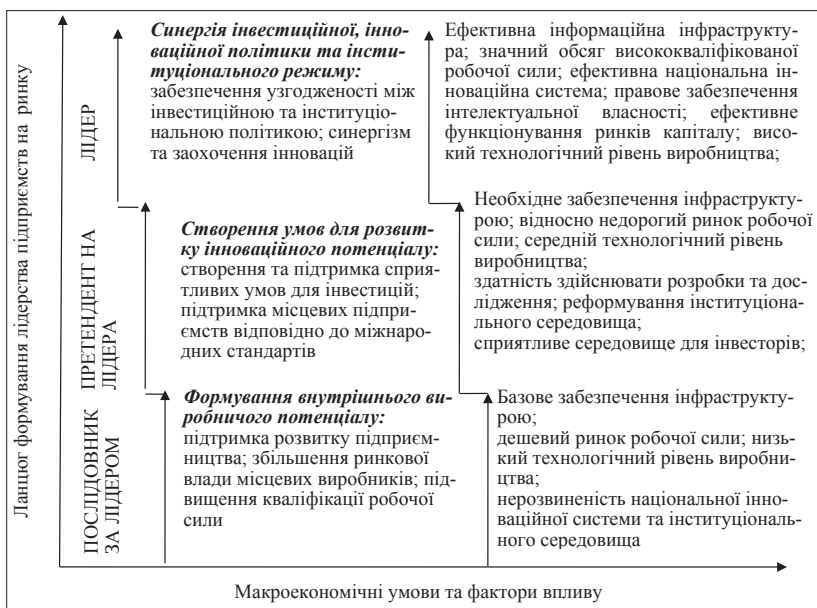 Ланцюг формування лідерства підприємств на ринку
ЛІДЕР
Синергія інвестиційної, інно-
ваційної політики та інсти-
туціонального режиму:
забезпечення узгодженості між
інвестиційною та інституці-
ональною політикою; синергізм
та заохочення інновацій
Ефективна інформаційна інфраструкту-
ра; значний обсяг висококваліфікованої
робочої сили; ефективна національна ін-
новаційна система; правове забезпечення
інтелектуальної власності; ефективне
функціонування ринків капіталу; висо-
кий технологічний рівень виробництва;
ПРЕТЕНДЕНТ НА
ЛІДЕРА
Створення умов для розвит-
ку інноваційного потенціалу:
створення та підтримка сприя-
тливих умов для інвестицій;
підтримка місцевих підпри-
ємств відповідно до міжнаро-
дних стандартів
Необхідне забезпечення інфраструкту-
рою; відносно недорогий ринок робочої
сили; середній технологічний рівень
виробництва;
здатність здійснювати розробки та дос-
лідження; реформування інституціона-
льного середовища;
сприятливе середовище для інвесторів;
ПОСЛІДОВНИК
ЗА ЛІДЕРОМ
Формування внутрішнього ви-
робничого потенціалу:
підтримка розвитку підприєм-
ництва; збільшення ринкової
влади місцевих виробників; під-
вищення кваліфікації робочої
сили
Базове забезпечення інфраструкту-
рою;
дешевий ринок робочої сили; низь-
кий технологічний рівень виробни-
цтва;
нерозвиненість національної інно-
ваційної системи та інституціональ-
ного середовища
Макроекономічні умови та фактори впливу